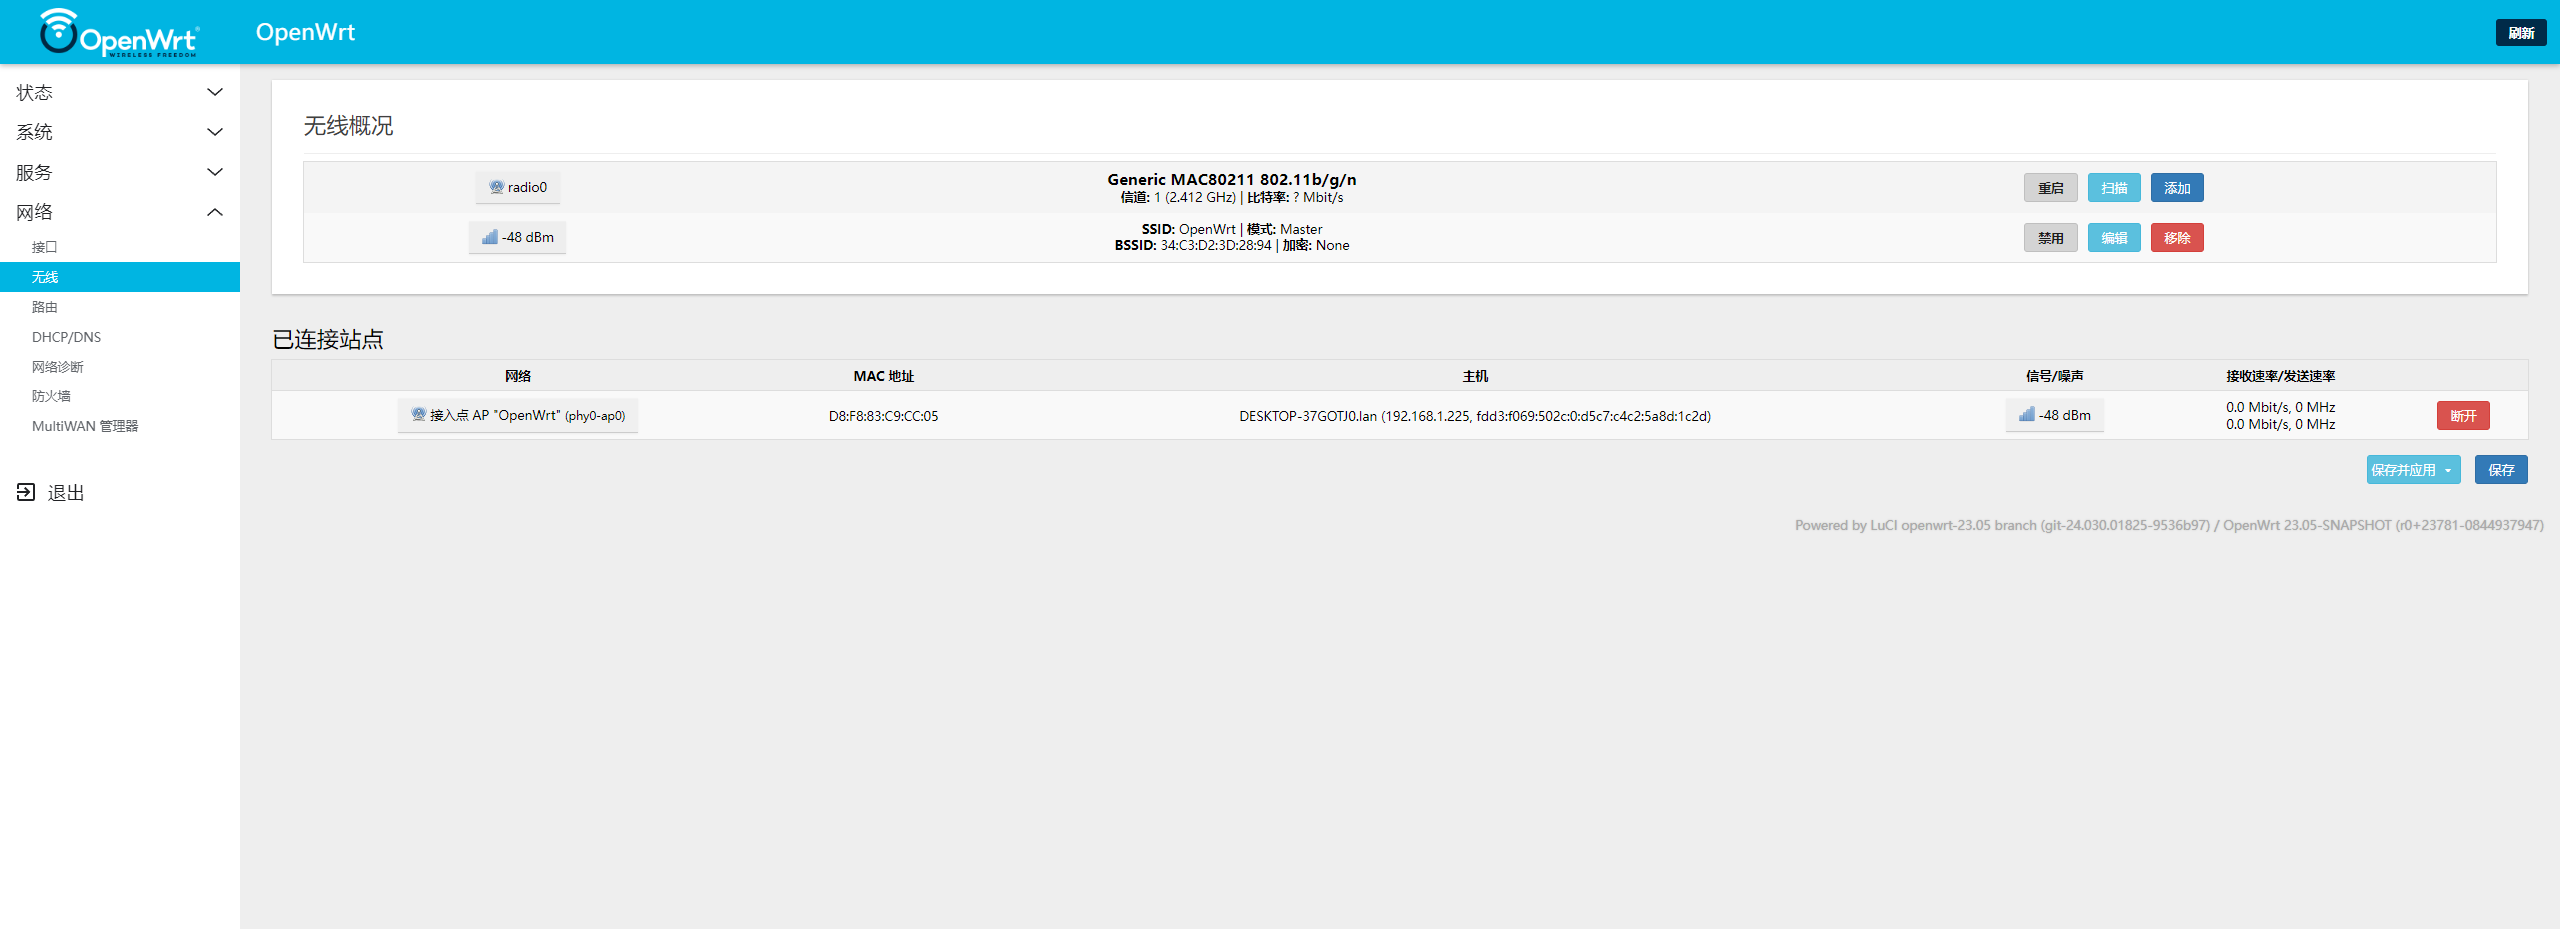 OpenWrt
WIRELESS FREEDOM
OpenWrt
刷新
状态
系统
服务
网络
接口
无线
路由
DHCP/DNS
网络诊断
防火墙
MultiWAN 管理器
退出
无线概况
radio0
Generic MAC80211 802.11b/g/n
信道: 1 (2.412 GHz) | 比特率: ? Mbit/s
重启 扫描 添加
-48 dBm
SSID: OpenWrt | 模式: Master
BSSID: 34:C3:D2:3D:28:94 | 加密: None
禁用 编辑 移除
已连接站点
网络 MAC 地址 主机 信号/噪声 接收速率/发送速率
接入点 AP "OpenWrt" (phy0-ap0) D8:F8:83:C9:CC:05 DESKTOP-37GOTJ0.lan (192.168.1.225, fdd3:f069:502c:0:d5c7:c4c2:5a8d:1c2d) -48 dBm
0.0 Mbit/s, 0 MHz
0.0 Mbit/s, 0 MHz
断开
保存并应用 保存
Powered by LuCI openwrt-23.05 branch (git-24.030.01825-9536b97) / OpenWrt 23.05-SNAPSHOT (r0+23781-0844937947)